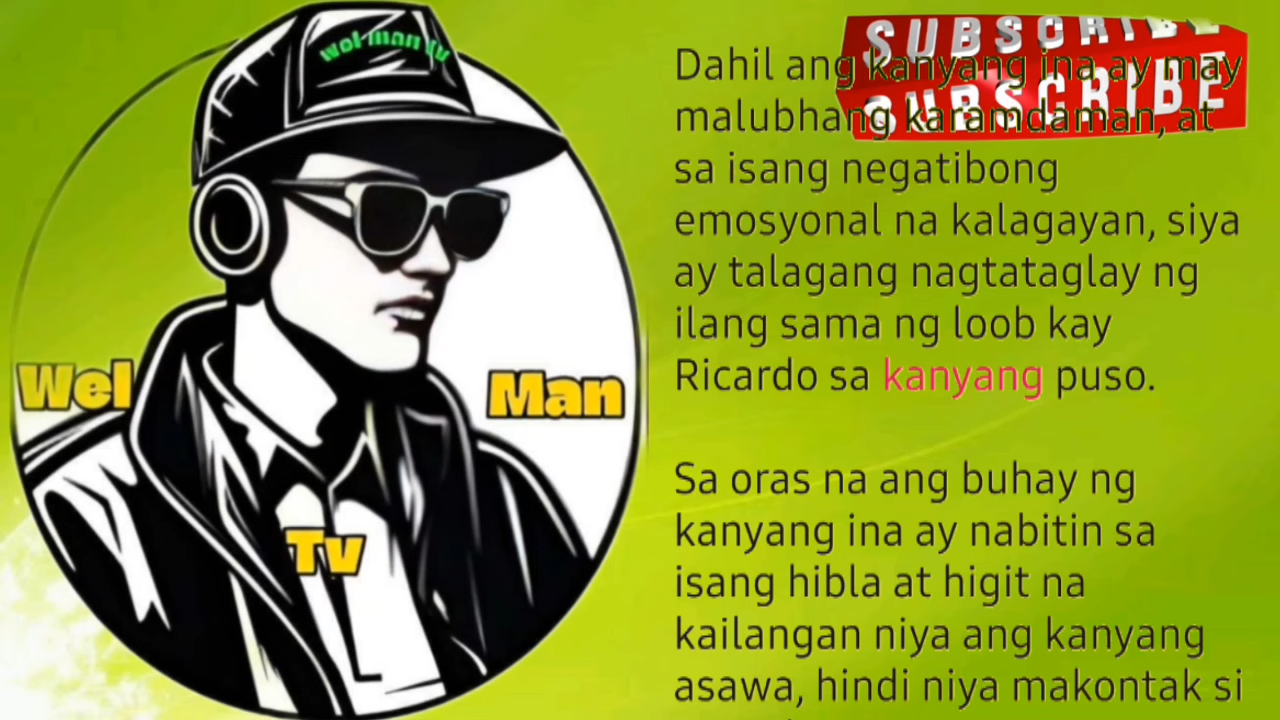 wel man tv
Wel
Man
Tv
SUBSCRIBE
SUBSCRIBE
Dahil ang kanyang ina ay may
malubhang karamdaman, at
sa isang negatibong
emosyonal na kalagayan, siya
ay talagang nagtataglay ng
ilang sama ng loob kay
Ricardo sa kanyang puso.
Sa oras na ang buhay ng
kanyang ina ay nabitin sa
isang hibla at higit na
kailangan niya ang kanyang
asawa, hindi niya makontak si